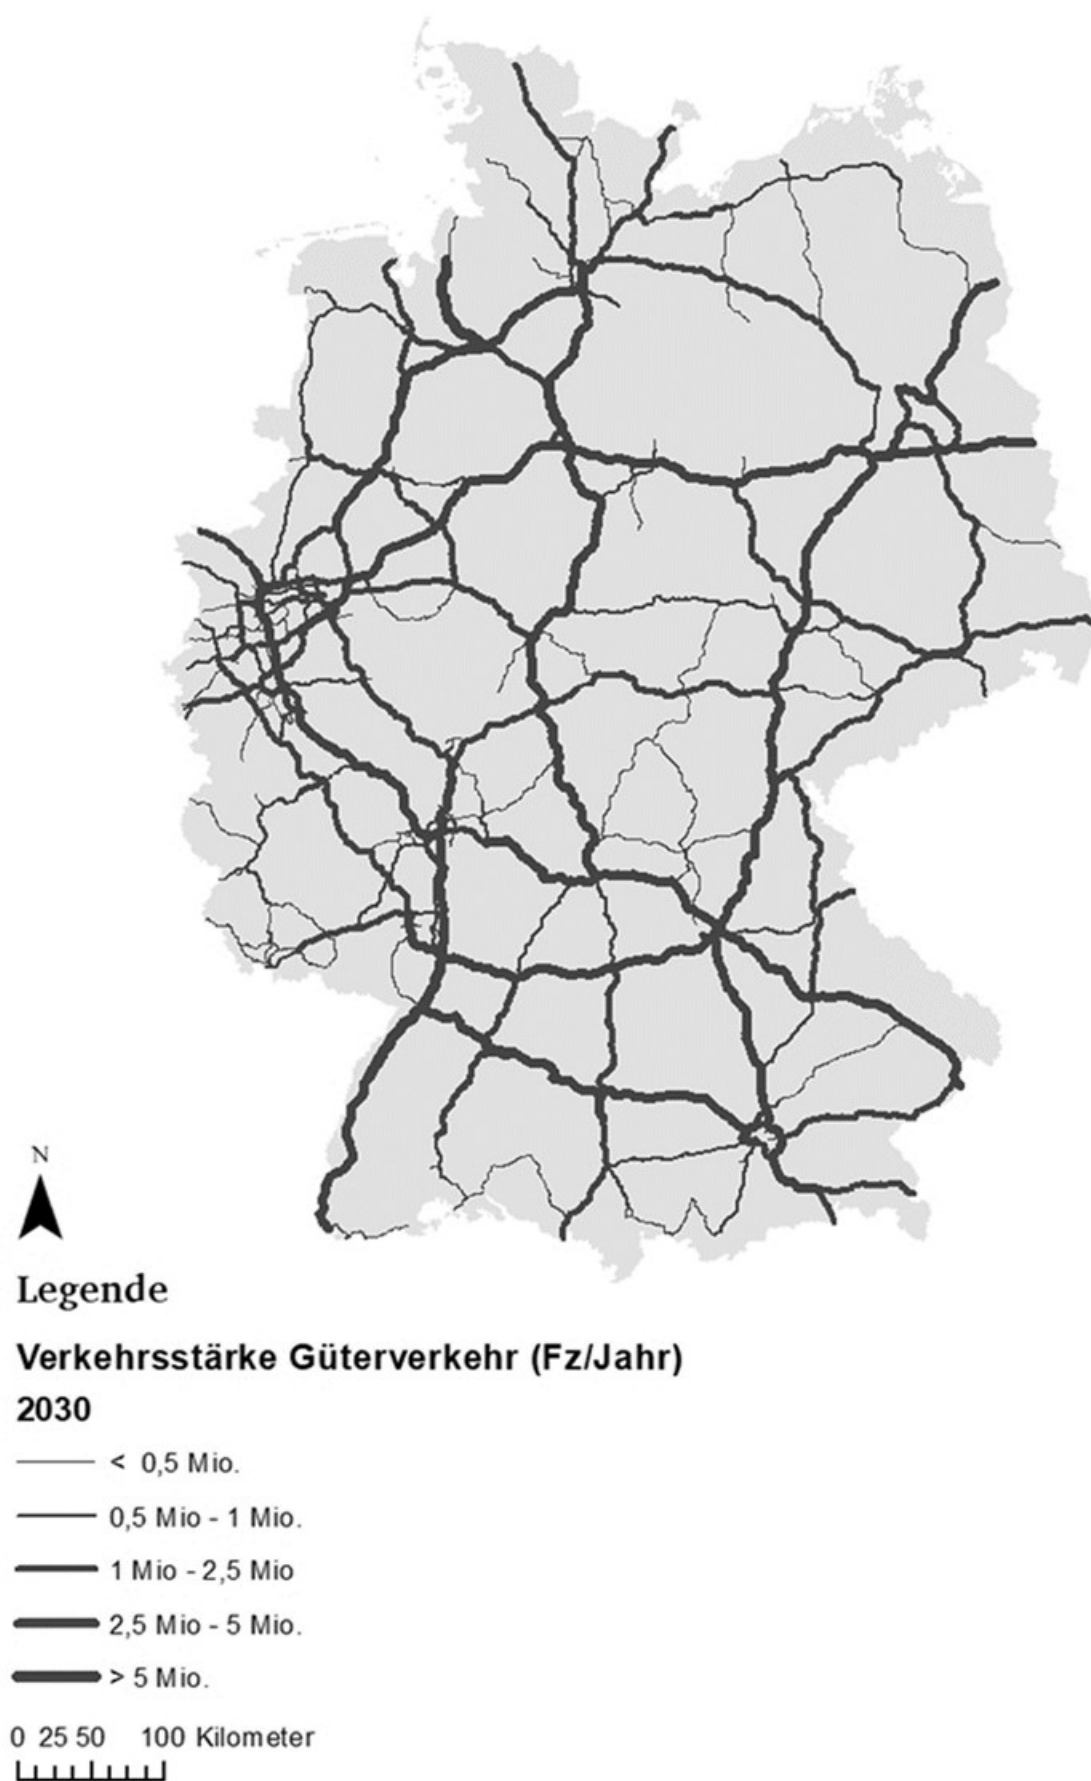 N
Legende
Verkehrsstärke Güterverkehr (Fz/Jahr)
2030
< 0,5 Mio.
0,5 Mio - 1 Mio.
1 Mio - 2,5 Mio
2,5 Mio - 5 Mio.
> 5 Mio.
0 25 50 100 Kilometer